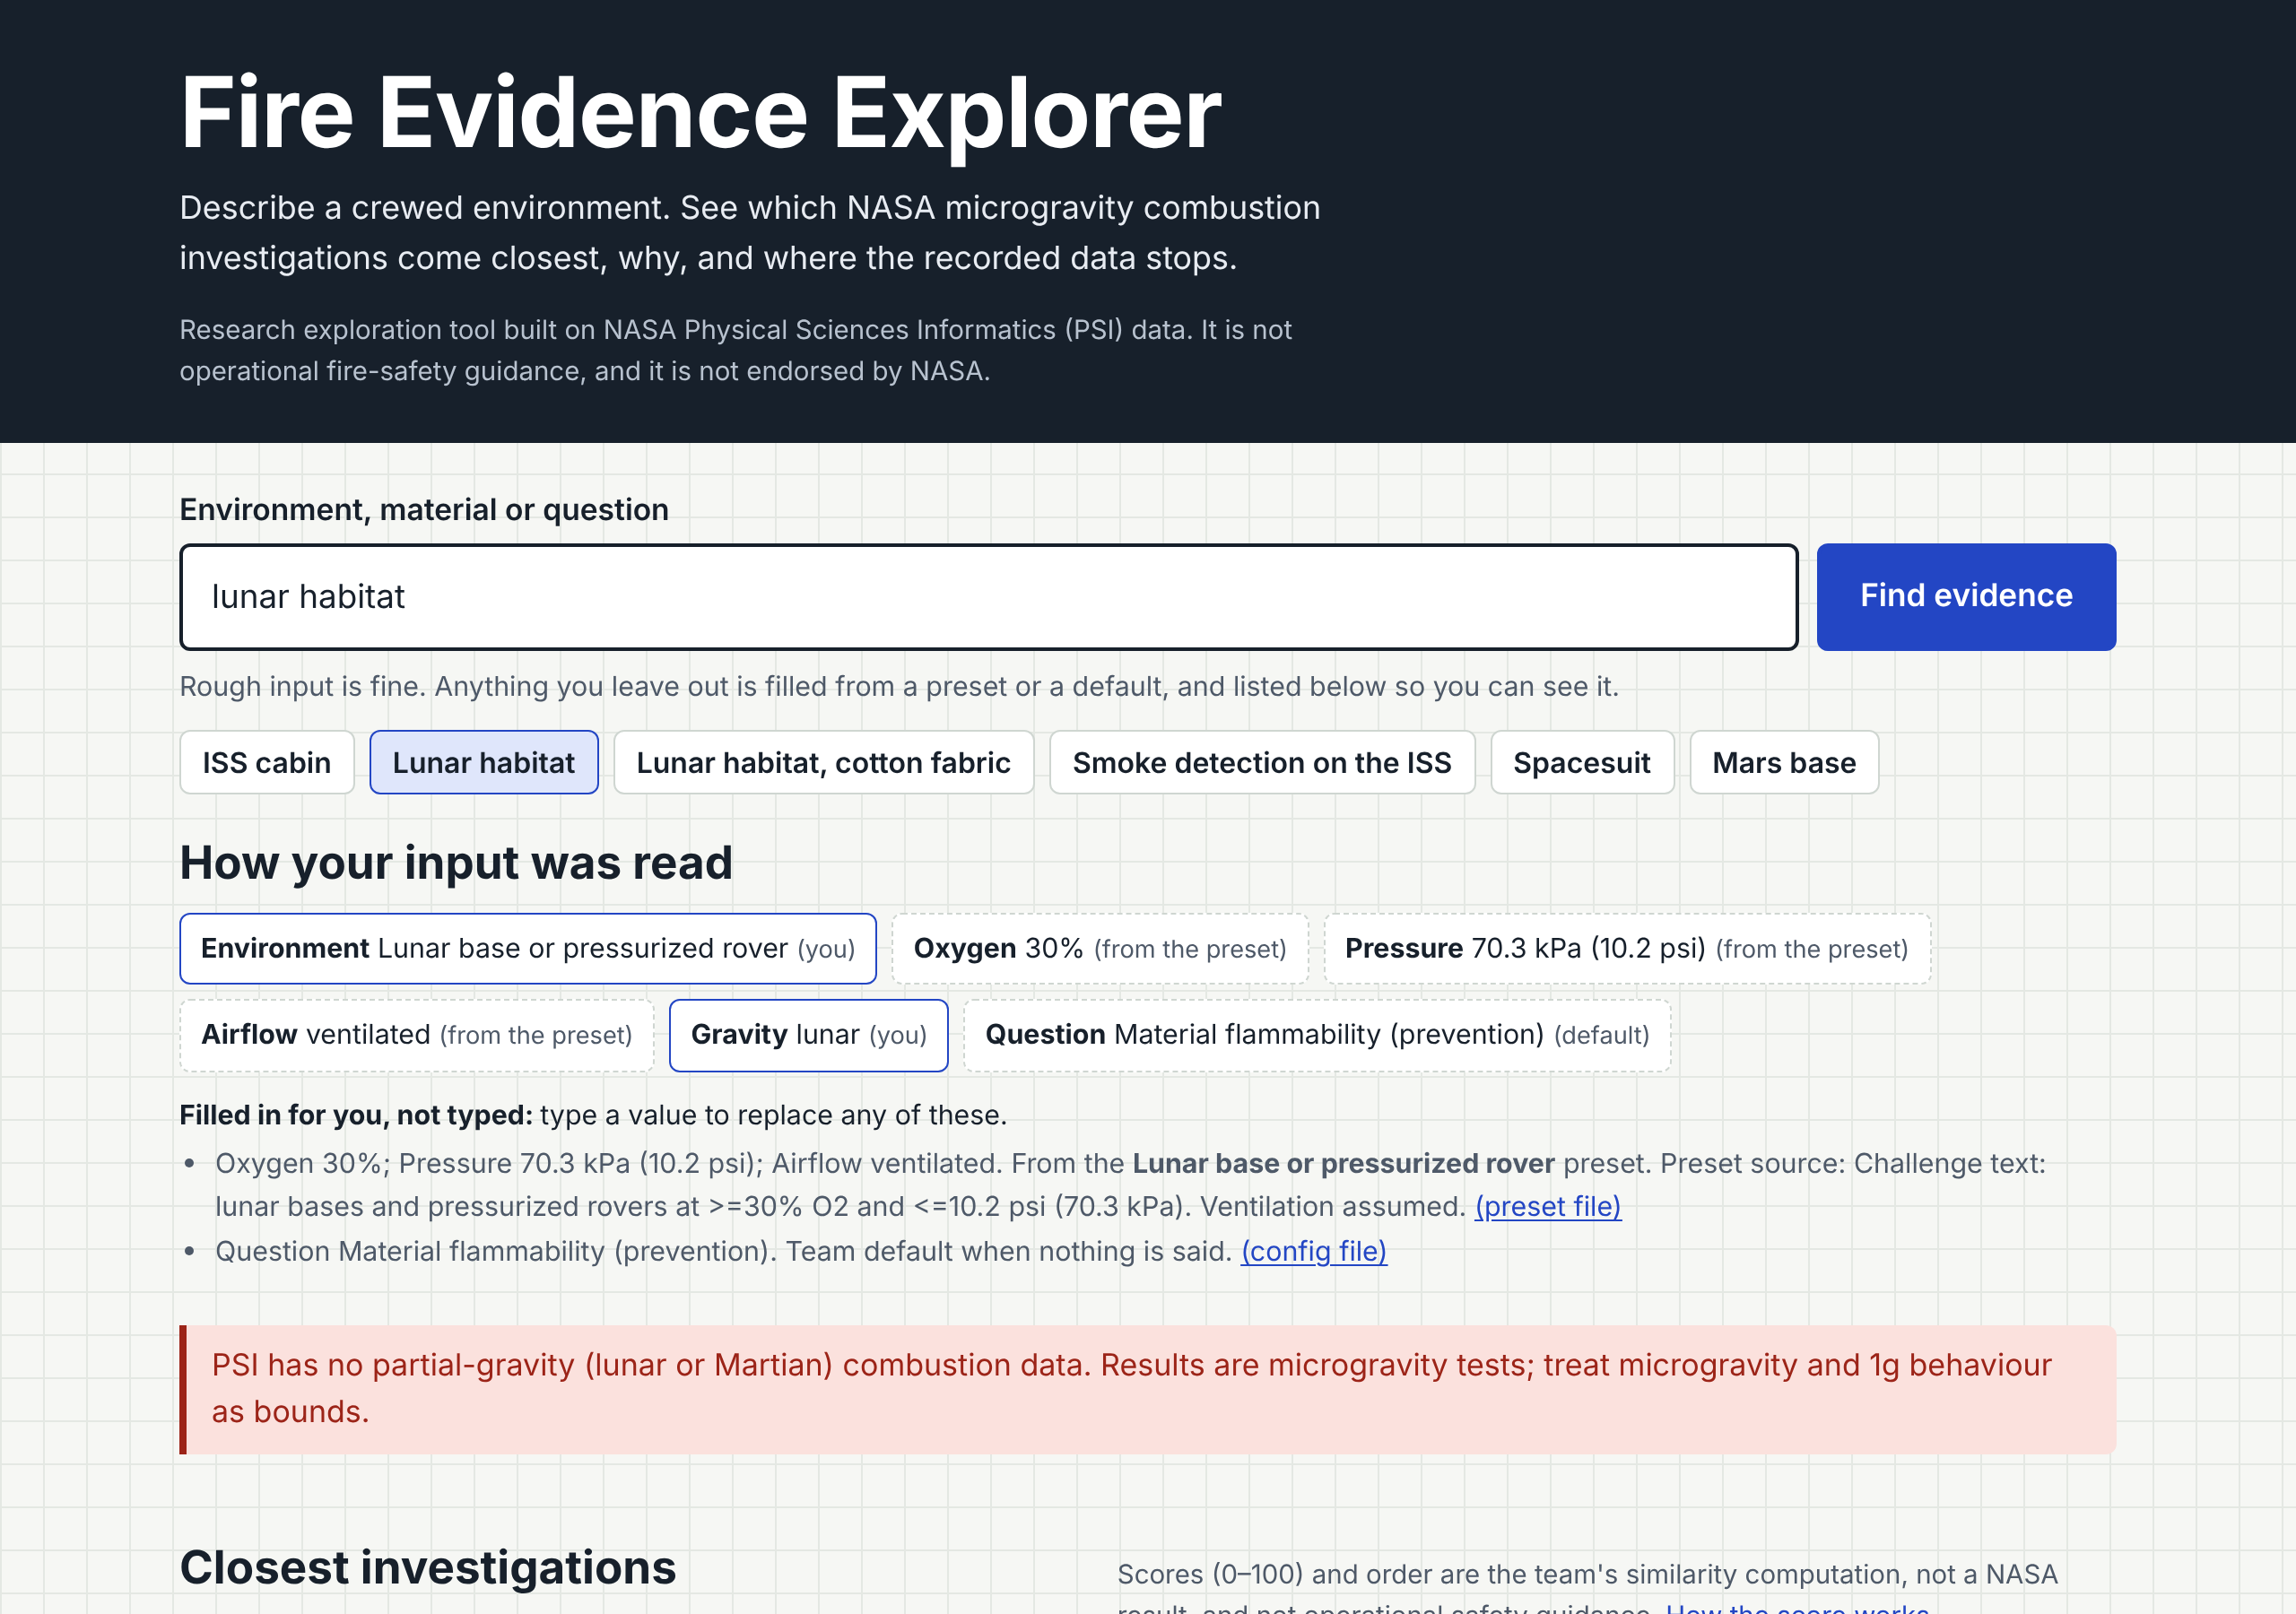 Fire Evidence Explorer
Describe a crewed environment. See which NASA microgravity combustion
investigations come closest, why, and where the recorded data stops.
Research exploration tool built on NASA Physical Sciences Informatics (PSI) data. It is not
operational fire-safety guidance, and it is not endorsed by NASA.
Environment, material or question
lunar habitat
Find evidence
Rough input is fine. Anything you leave out is filled from a preset or a default, and listed below so you can see it.
ISS cabin
Lunar habitat
Lunar habitat, cotton fabric
Smoke detection on the ISS
Spacesuit
Mars base
How your input was read
Environment Lunar base or pressurized rover (you)
Oxygen 30% (from the preset)
Pressure 70.3 kPa (10.2 psi) (from the preset)
Airflow ventilated (from the preset)
Gravity lunar (you)
Question Material flammability (prevention) (default)
Filled in for you, not typed: type a value to replace any of these.
• Oxygen 30%; Pressure 70.3 kPa (10.2 psi); Airflow ventilated. From the Lunar base or pressurized rover preset. Preset source: Challenge text:
lunar bases and pressurized rovers at >=30% O2 and <=10.2 psi (70.3 kPa). Ventilation assumed. (preset file)
• Question Material flammability (prevention). Team default when nothing is said. (config file)
PSI has no partial-gravity (lunar or Martian) combustion data. Results are microgravity tests; treat microgravity and 1g behaviour
as bounds.
Closest investigations
Scores (0–100) and order are the team's similarity computation, not a NASA
result, and not operational safety guidance. How the score works